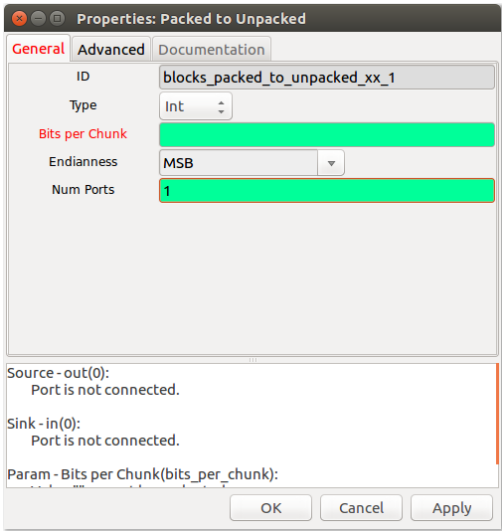 Properties: Packed to Unpacked
General Advanced Documentation
ID blocks_packed_to_unpacked_xx_1
Type Int
Bits per Chunk
Endianness MSB
Num Ports 1
Source - out(0):
Port is not connected.
Sink - in(0):
Port is not connected.
Param - Bits per Chunk(bits_per_chunk):
OK Cancel Apply